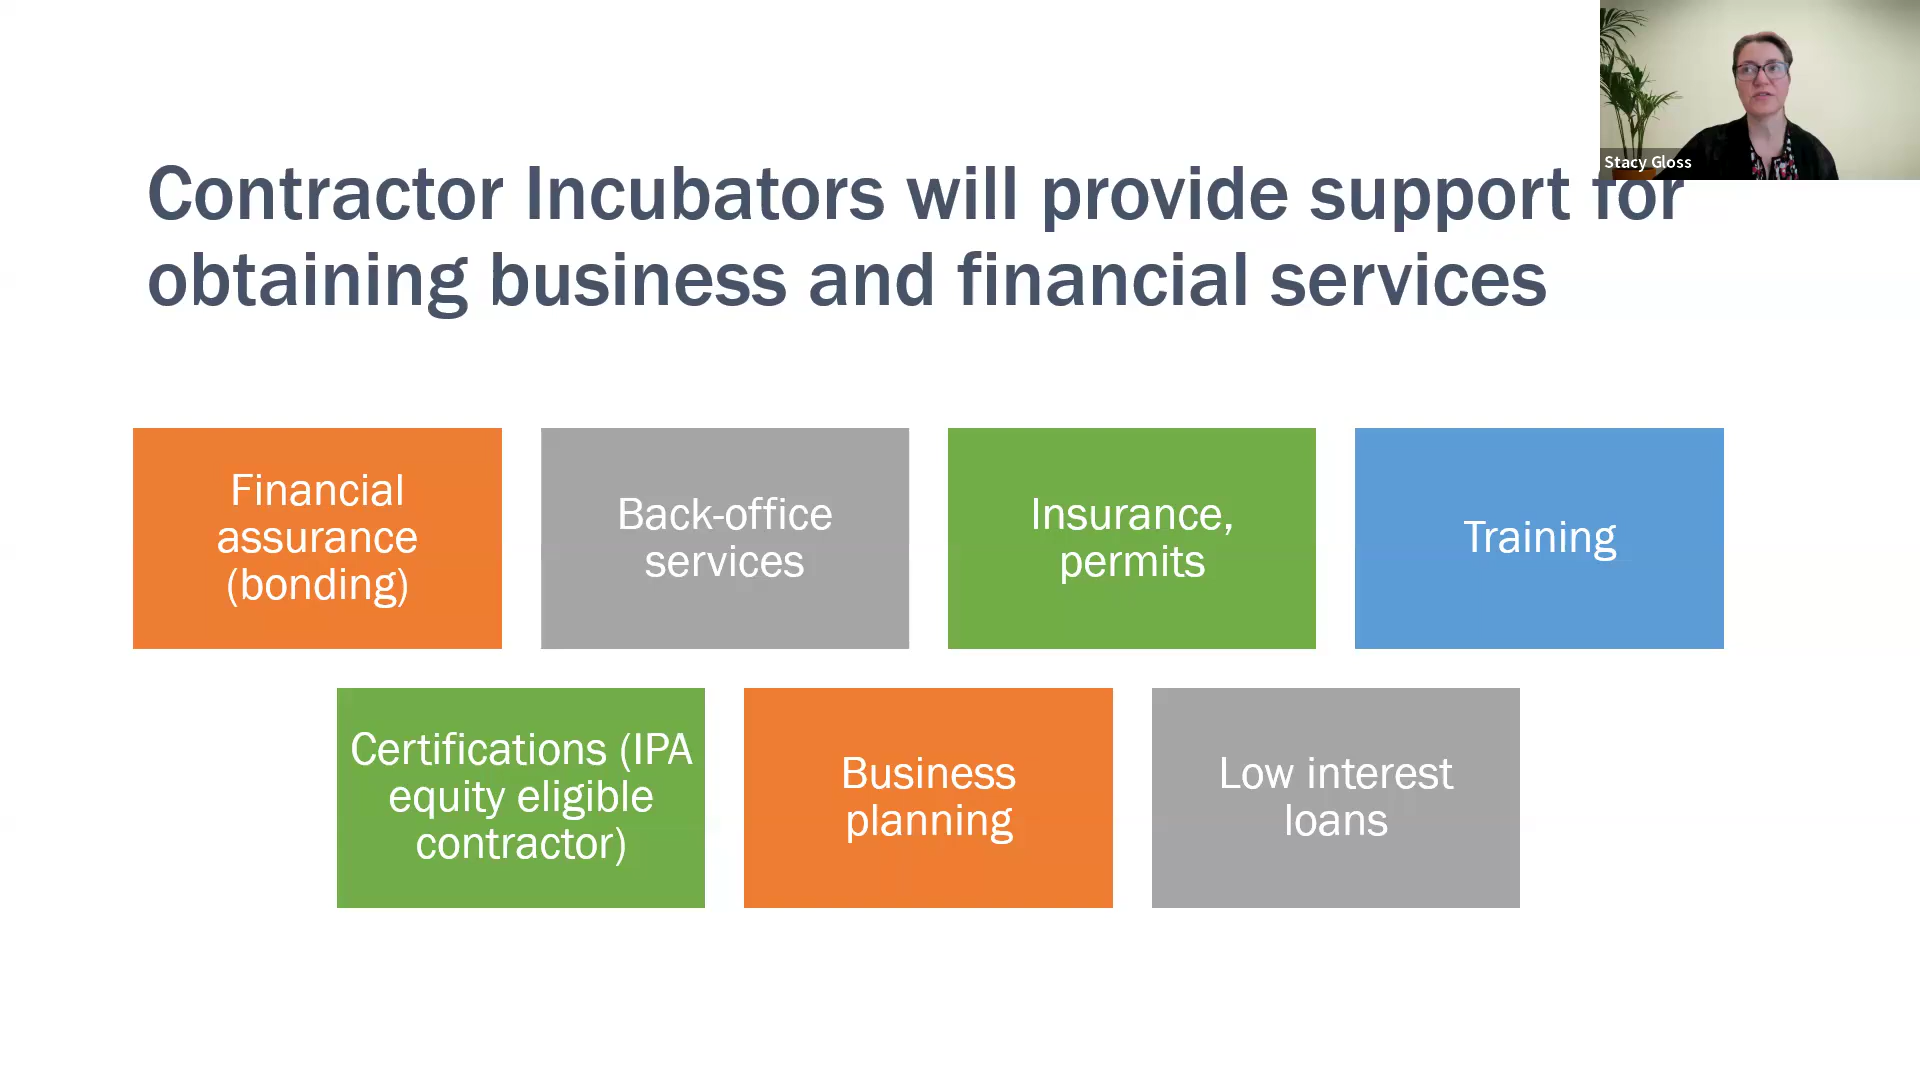 Stacy Gloss
Contractor Incubators will provide support for
obtaining business and financial services
Financial
assurance
(bonding)
Back-office
services
Insurance,
permits
Training
Certifications (IPA
equity eligible
contractor)
Business
planning
Low interest
loans